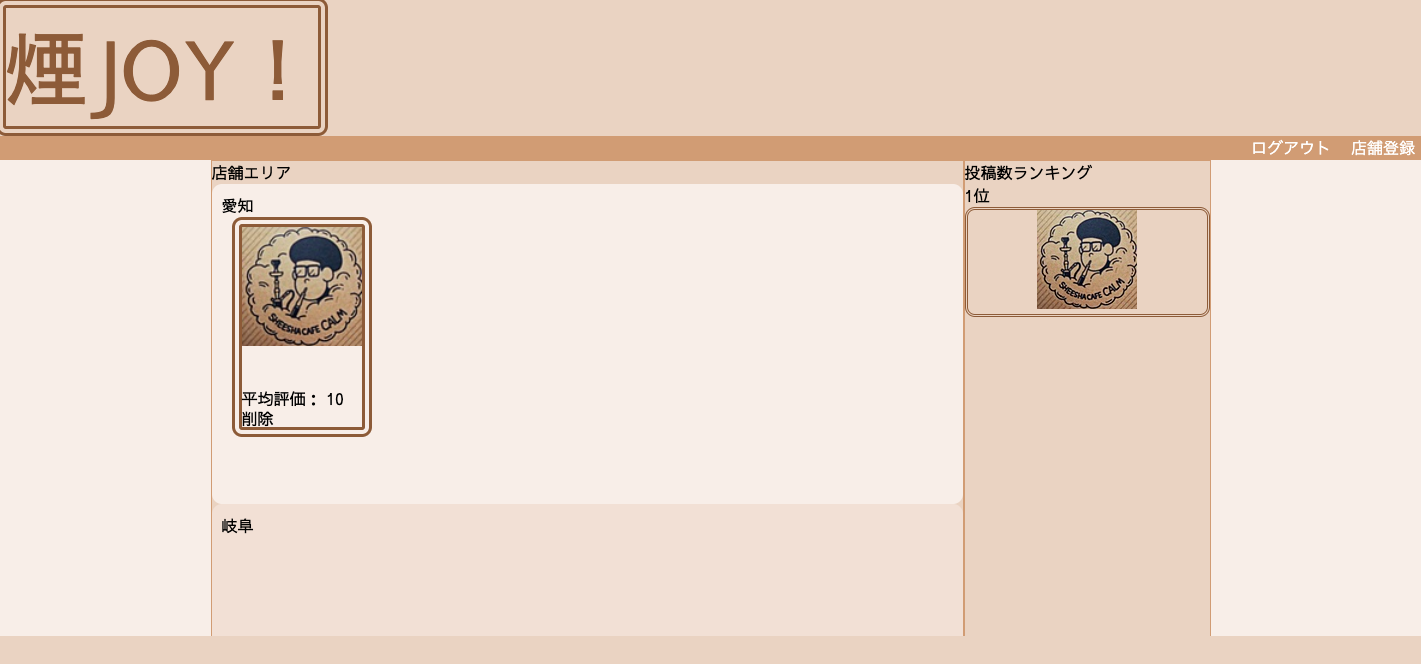 煙JOY！
ログアウト 店舗登録
店舗エリア
愛知
SHEESHA CAFE CALM
平均評価： 10
削除
岐阜
投稿数ランキング
1位
SHEESHA CAFE CALM